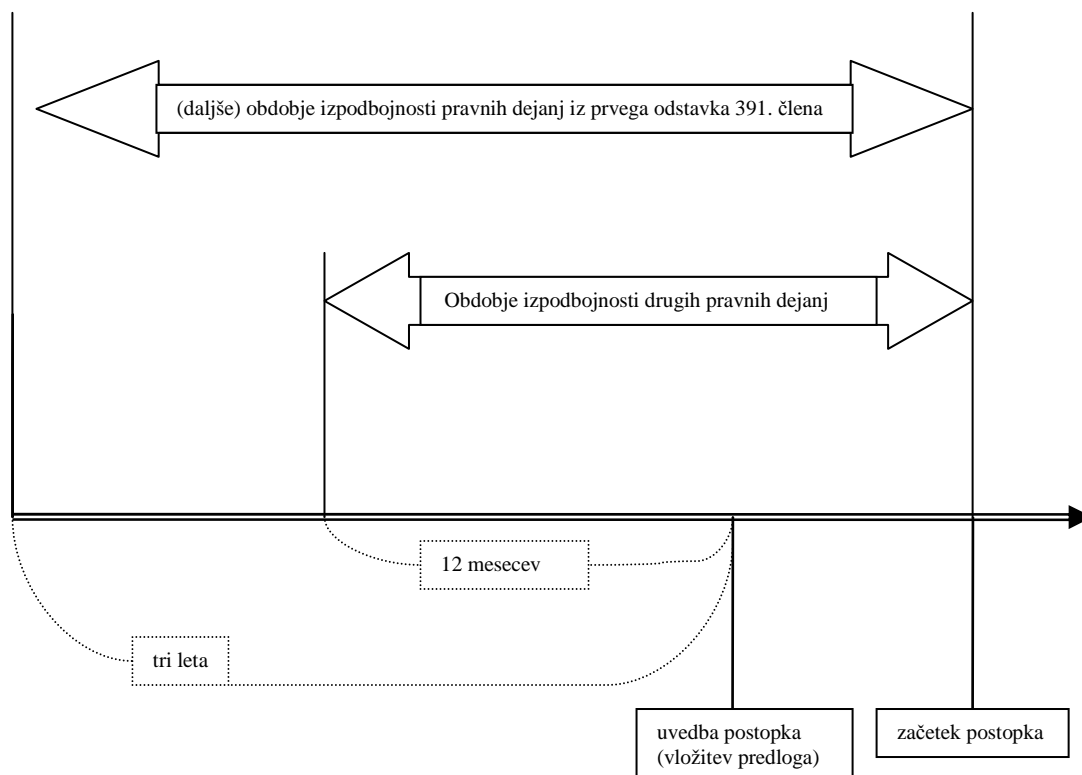 (daljše) obdobje izpodbojnosti pravnih dejanj iz prvega odstavka 391. člena
Obdobje izpodbojnosti drugih pravnih dejanj
12 mesecev
tri leta
uvedba postopka
(vložitev predloga)
začetek postopka